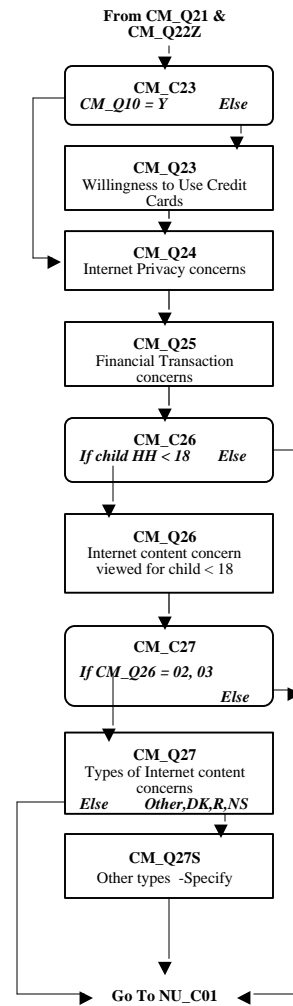 From CM_Q21 &
CM_Q22Z
CM_C23
CM_Q10 = Y Else
CM_Q23
Willingness to Use Credit
Cards
CM_Q24
Internet Privacy concerns
CM_Q25
Financial Transaction
concerns
CM_C26
If child HH < 18 Else
CM_Q26
Internet content concern
viewed for child < 18
CM_C27
If CM_Q26 = 02, 03
Else
CM_Q27
Types of Internet content
concerns
Else Other,DK,R,NS
CM_Q27S
Other types -Specify
Go To NU_C01